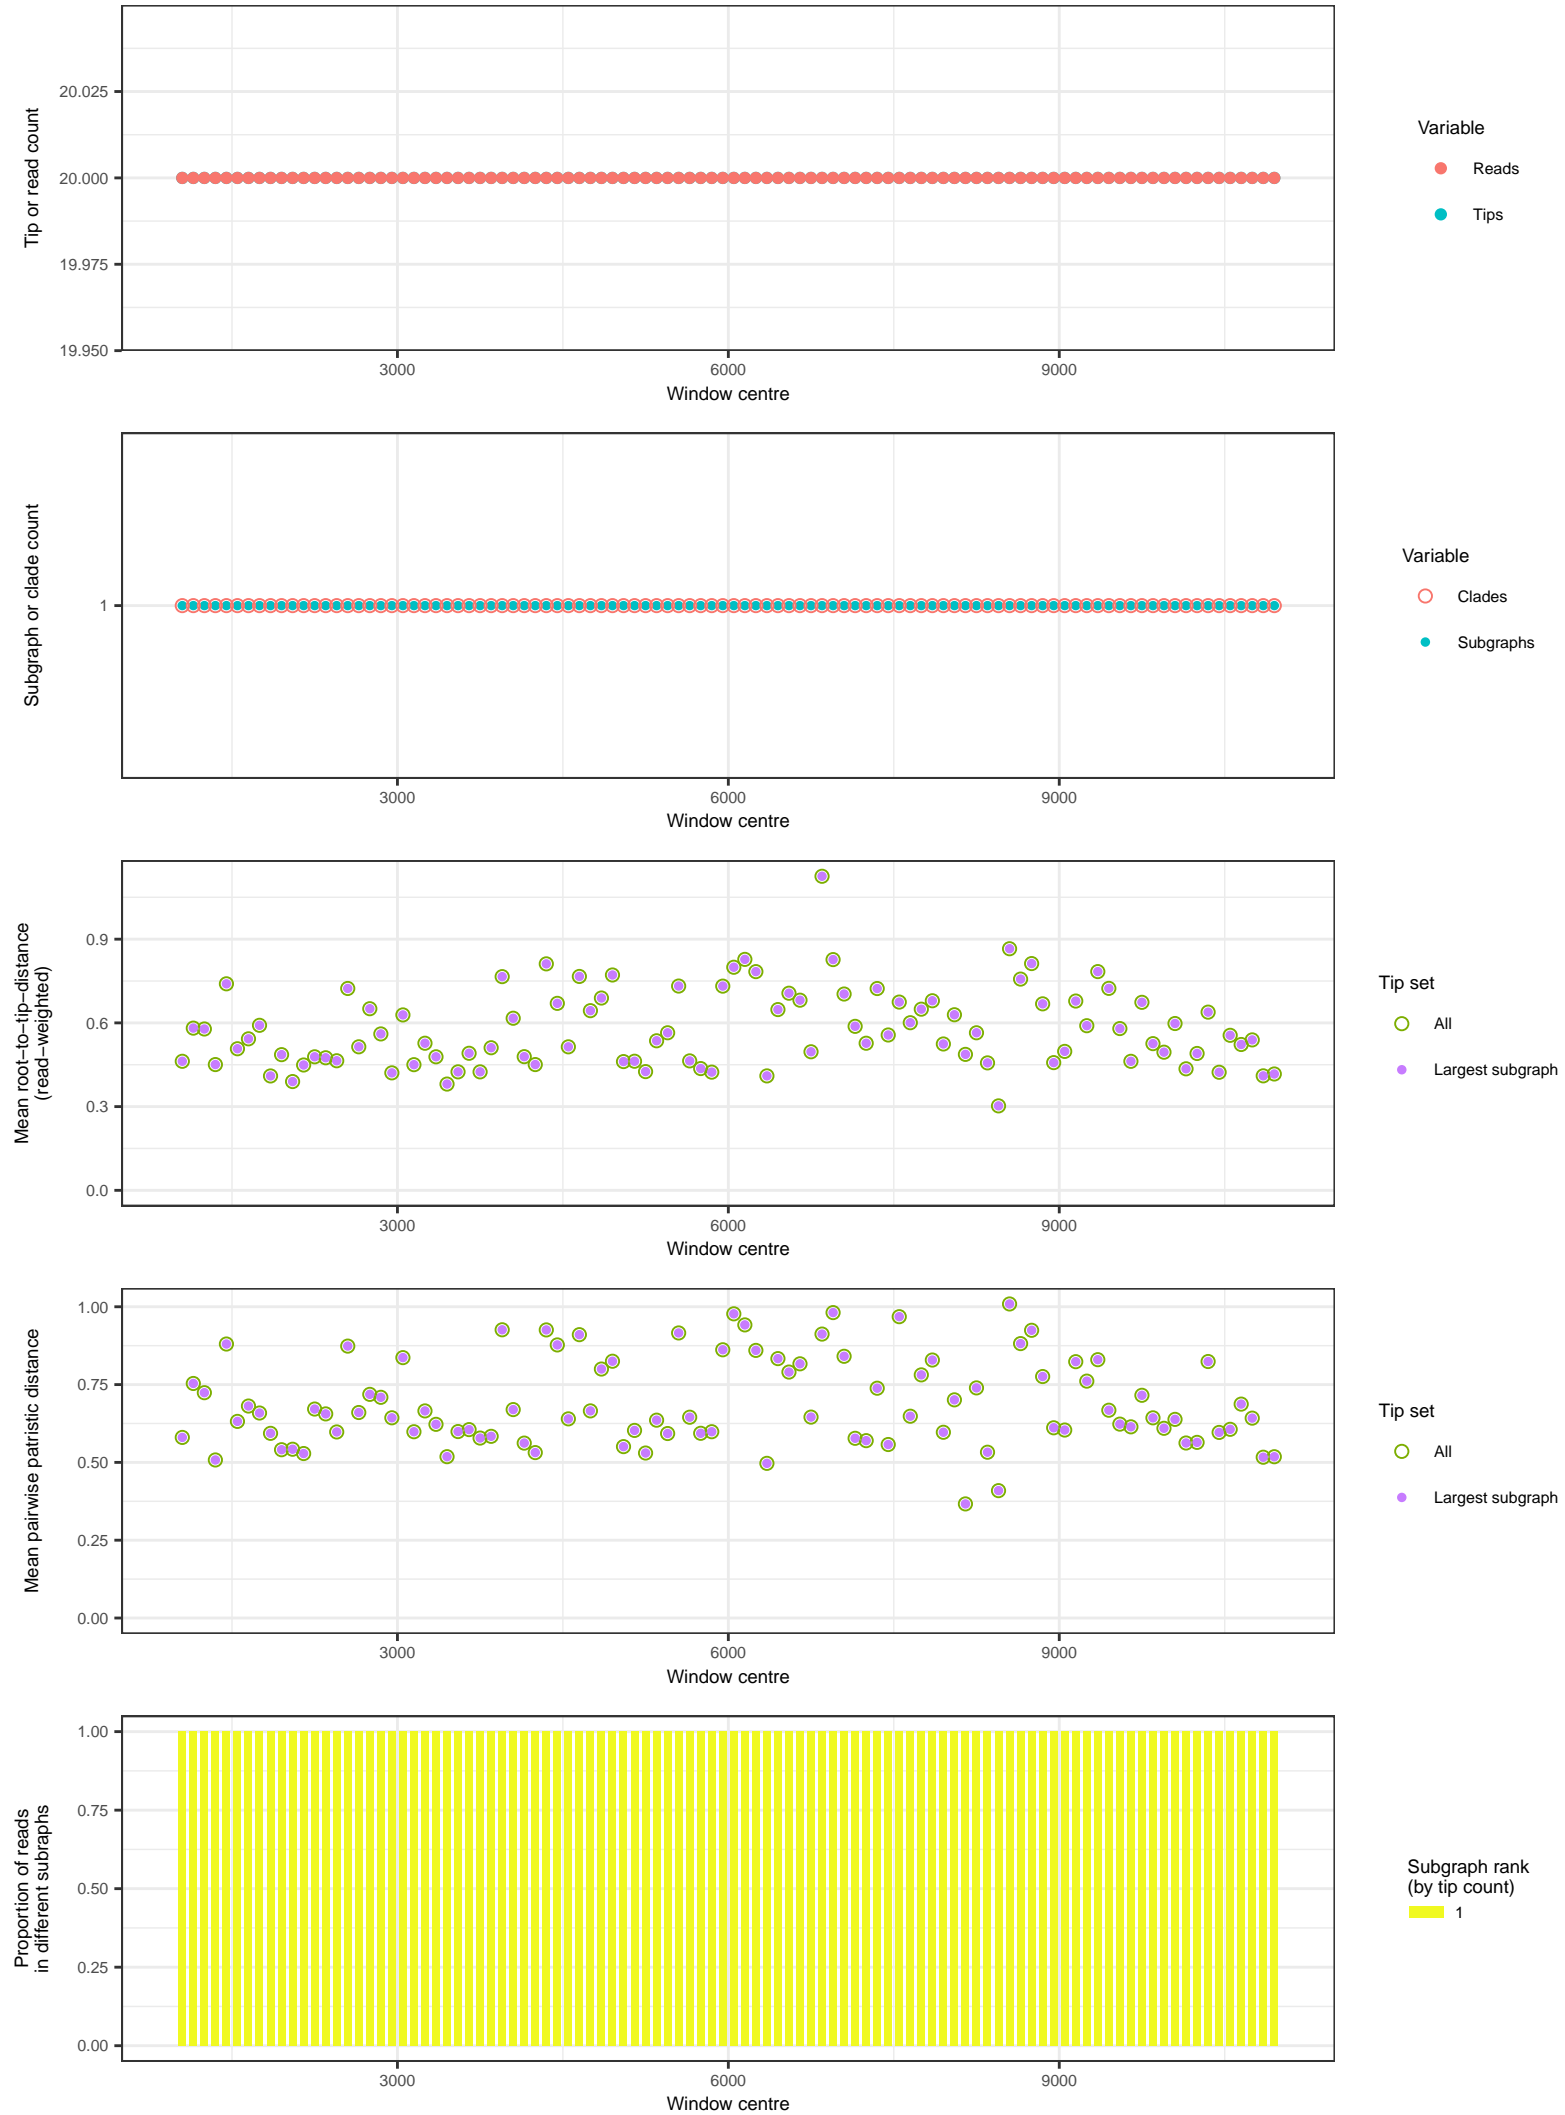 20.025
20.000
19.975
19.950
Tip or read count
3000 6000 9000
Window centre
Variable
Reads
Tips
1
Subgraph or clade count
3000 6000 9000
Window centre
Variable
Clades
Subgraphs
0.9
0.6
0.3
0.0
Mean root−to−tip−distance
(read−weighted)
3000 6000 9000
Window centre
Tip set
All
Largest subgraph
1.00
0.75
0.50
0.25
0.00
Mean pairwise patristic distance
3000 6000 9000
Window centre
Tip set
All
Largest subgraph
1.00
0.75
0.50
0.25
0.00
Proportion of reads
in different subraphs
3000 6000 9000
Window centre
Subgraph rank
(by tip count)
1